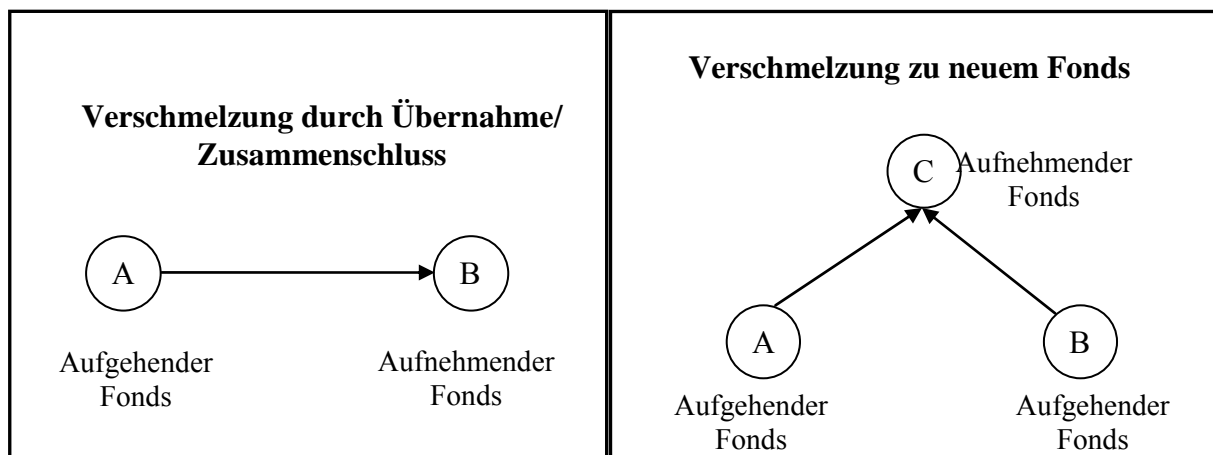 Verschmelzung durch Übernahme/
Zusammenschluss
A
B
Aufgehender
Fonds
Aufnehmender
Fonds
Verschmelzung zu neuem Fonds
C
Aufnehmender
Fonds
A
B
Aufgehender
Fonds
Aufgehender
Fonds